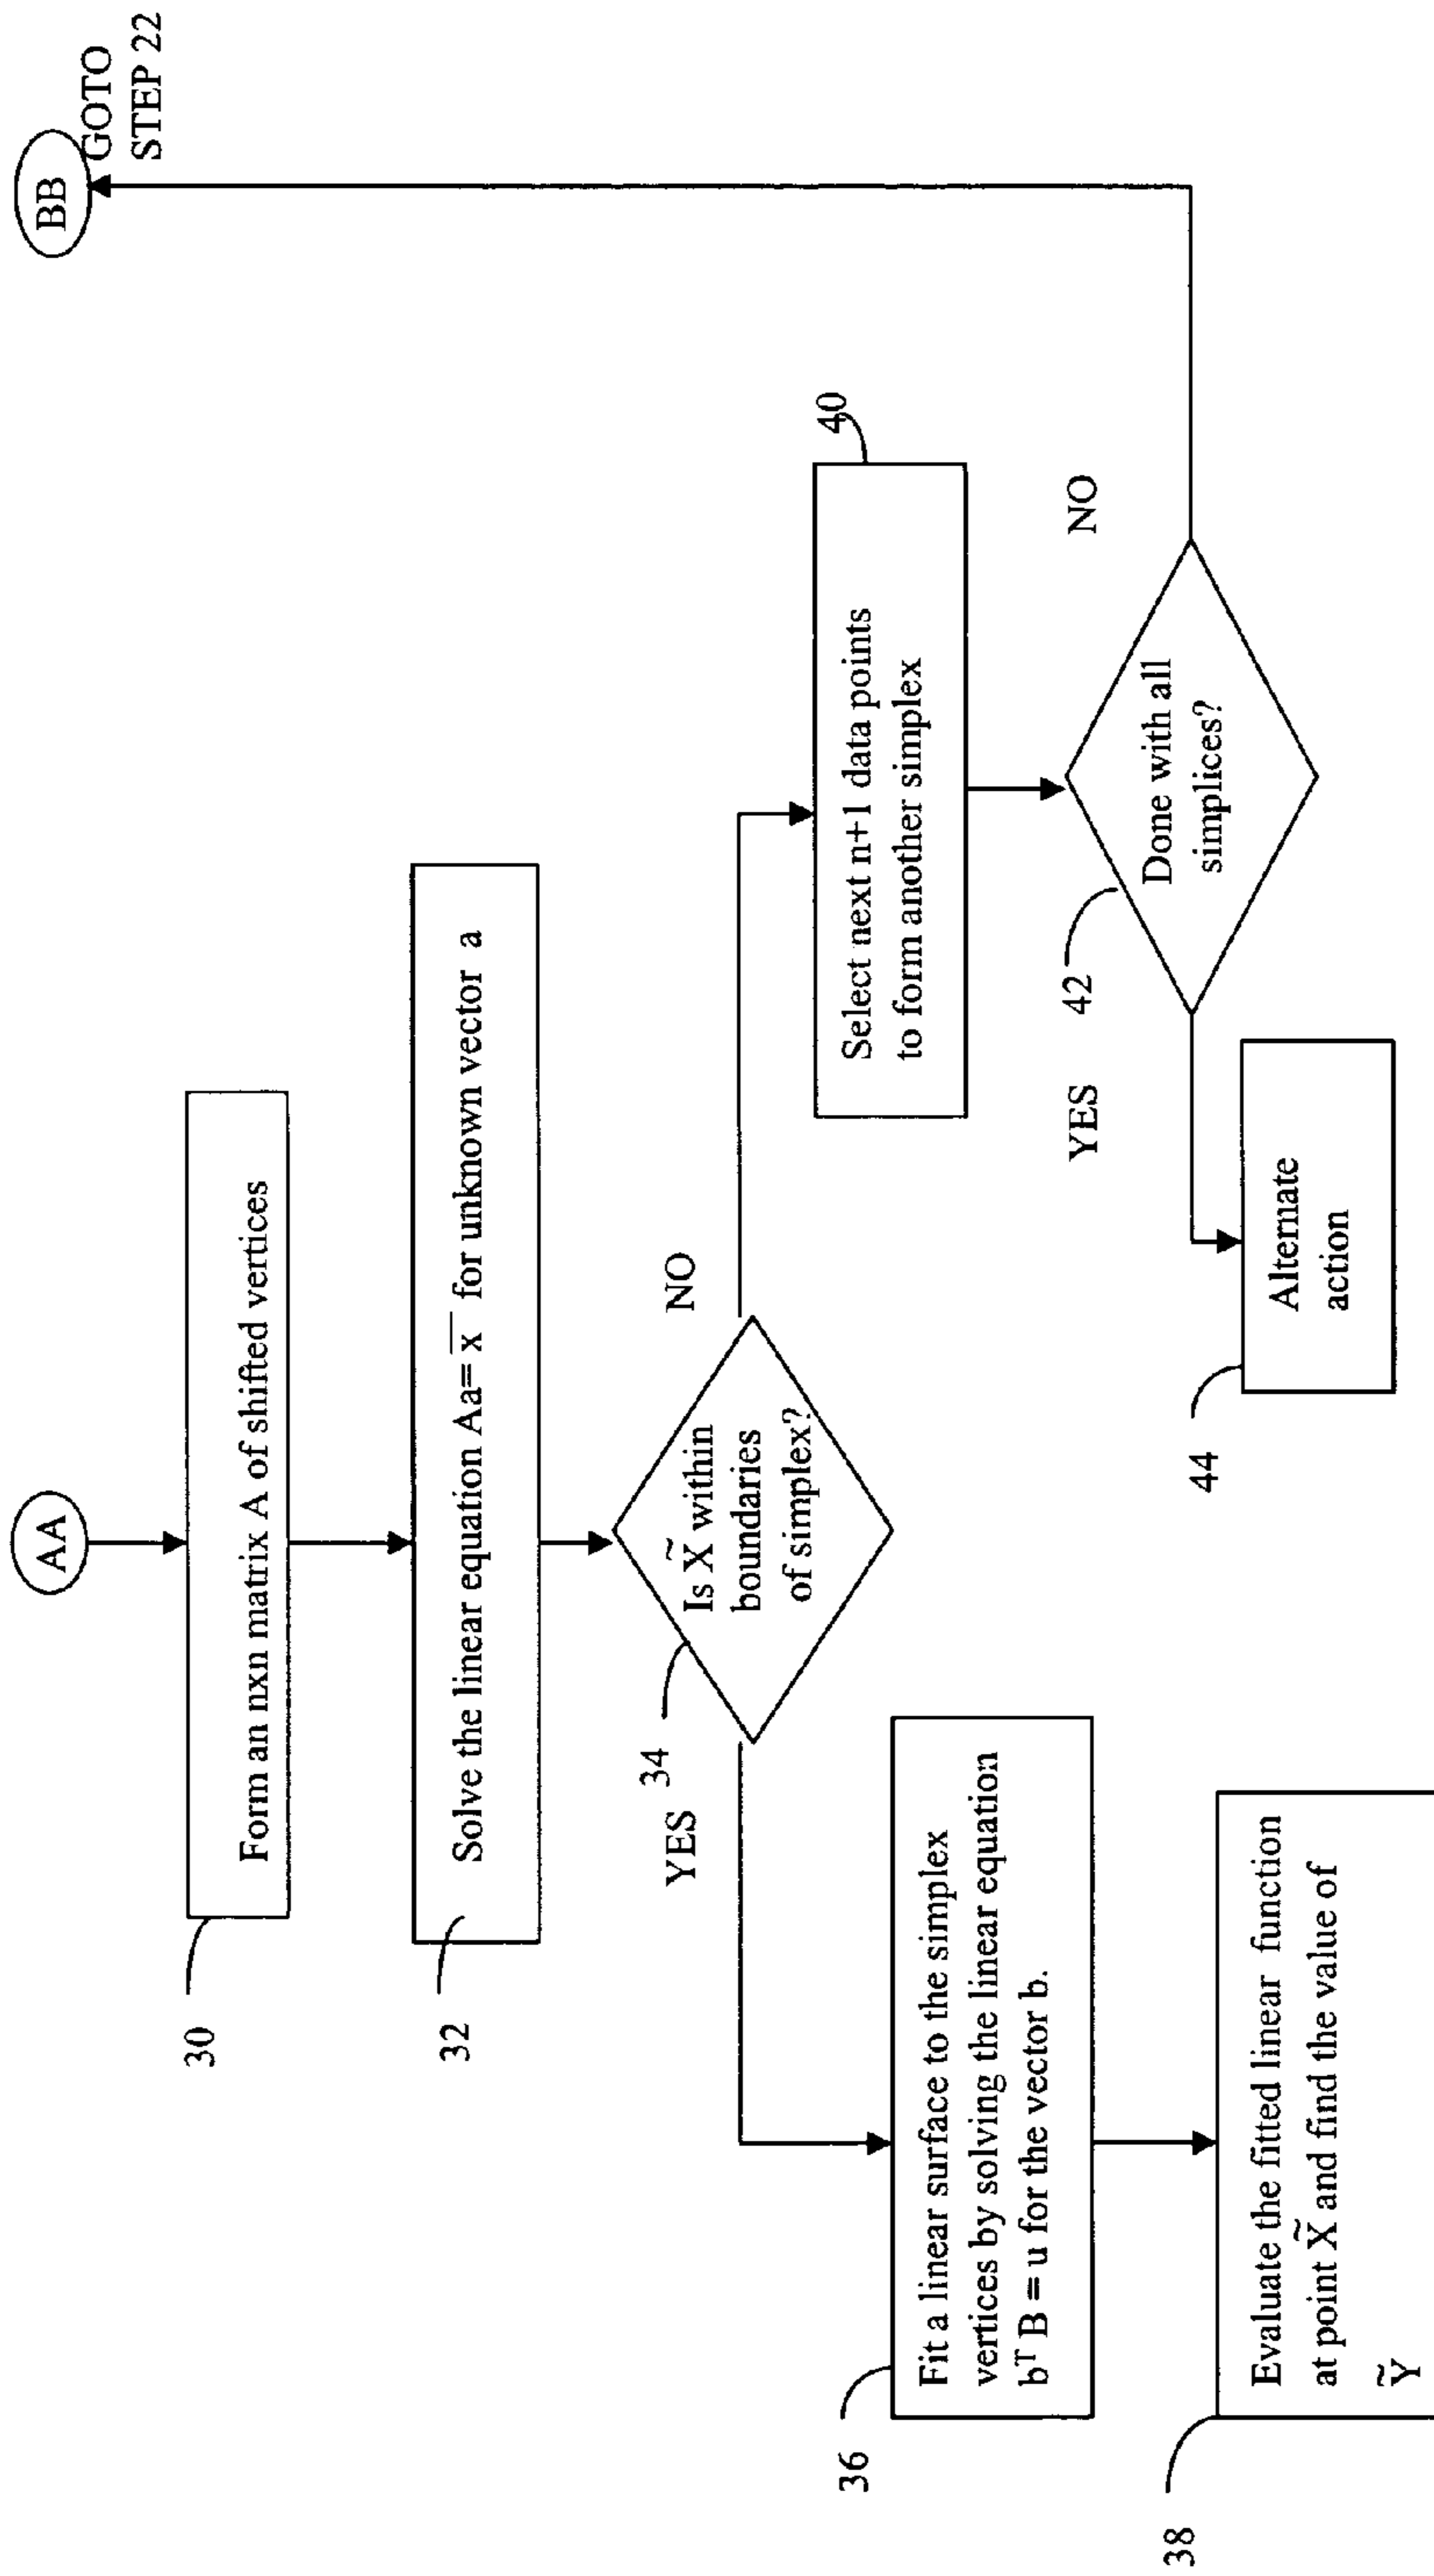 AA
BB
GOTO
STEP 22
30
Form an nxn matrix A of shifted vertices
32
Solve the linear equation Aa= x̅ for unknown vector a
34
Is X̃ within
boundaries
of simplex?
YES
NO
36
Fit a linear surface to the simplex
vertices by solving the linear equation
bᵀ B = u for the vector b.
38
Evaluate the fitted linear function
at point X̃ and find the value of
Ỹ
40
Select next n+1 data points
to form another simplex
42
Done with all
simplices?
YES
NO
44
Alternate
action